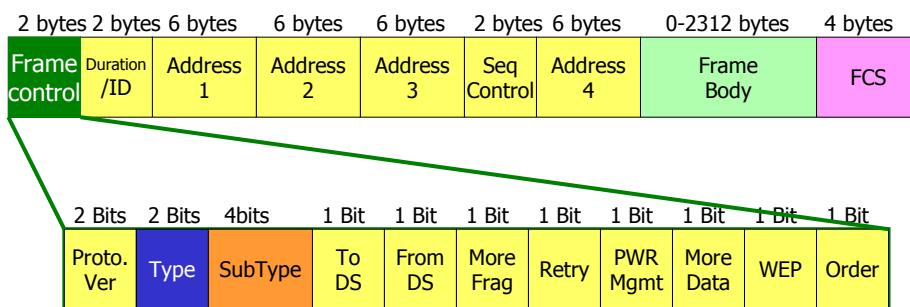 2 bytes 2 bytes 6 bytes 6 bytes 6 bytes 2 bytes 6 bytes 0-2312 bytes 4 bytes
Frame control Duration /ID Address 1 Address 2 Address 3 Seq Control Address 4 Frame Body FCS
2 Bits 2 Bits 4bits 1 Bit 1 Bit 1 Bit 1 Bit 1 Bit 1 Bit 1 Bit 1 Bit
Proto. Ver Type SubType To DS From DS More Frag Retry PWR Mgmt More Data WEP Order